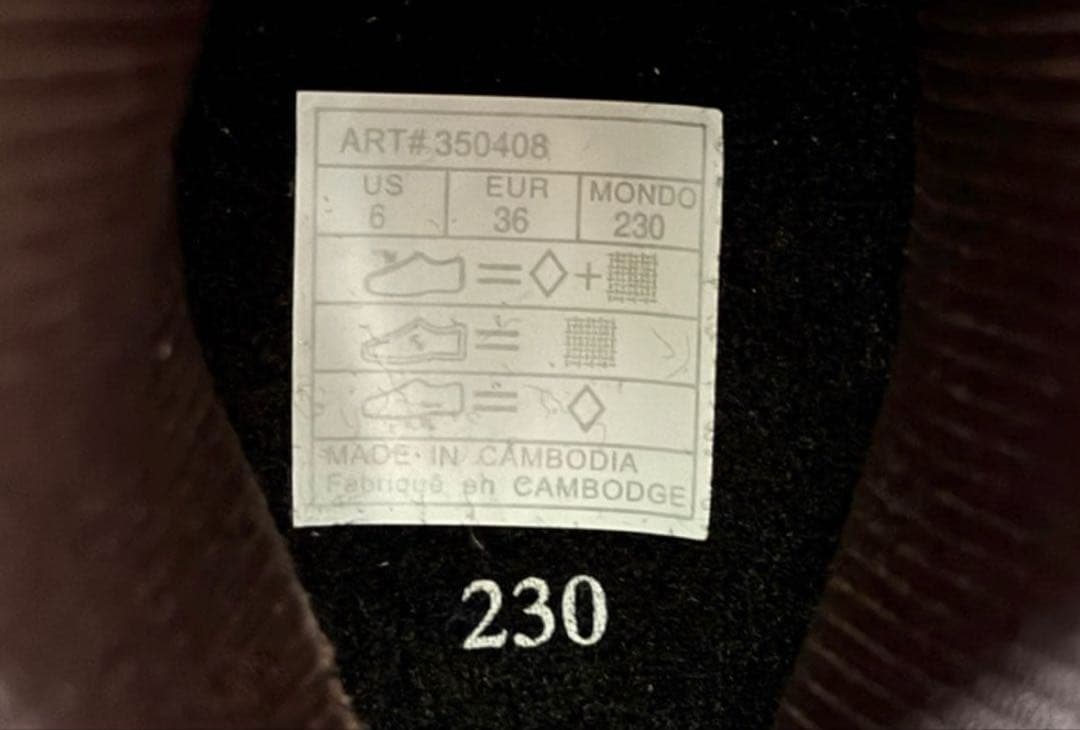 ART# 350408
US EUR MONDO
6 36 230
MADE IN CAMBODIA
Fabriqué en CAMBODGE
230